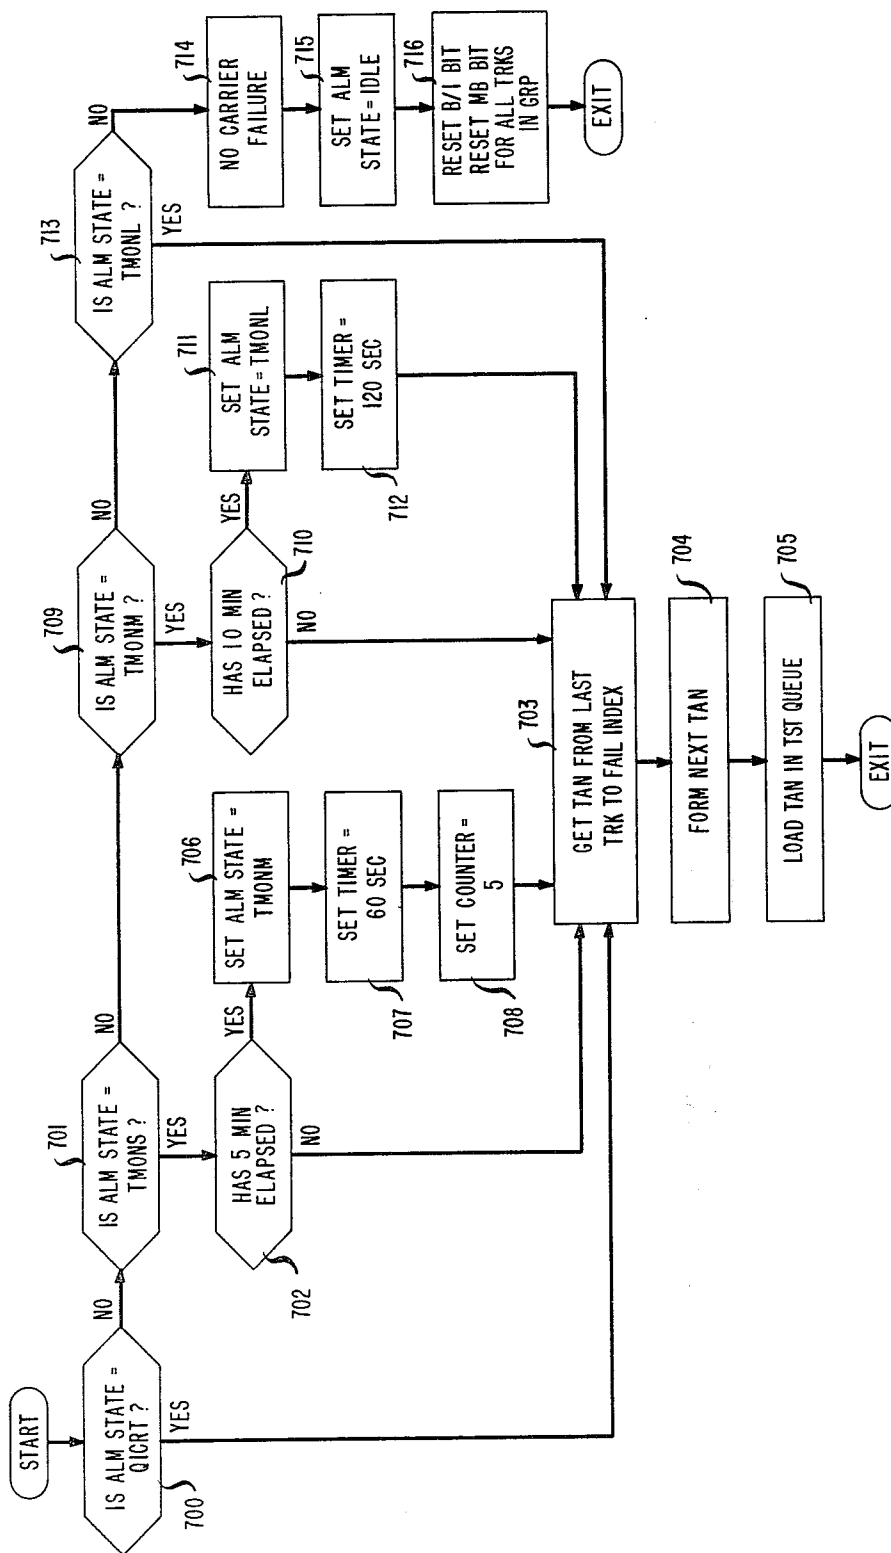 START
IS ALM STATE =
QICRT ?
700
NO
YES
IS ALM STATE =
TMONS ?
701
NO
YES
HAS 5 MIN
ELAPSED ?
702
YES
NO
SET ALM STATE =
TMONM
706
SET TIMER =
60 SEC
707
SET COUNTER =
5
708
IS ALM STATE =
TMONM ?
709
NO
YES
HAS 10 MIN
ELAPSED ?
710
YES
NO
SET ALM
STATE = TMONL
711
SET TIMER =
120 SEC
712
IS ALM STATE =
TMONL ?
713
NO
YES
NO CARRIER
FAILURE
714
SET ALM
STATE = IDLE
715
RESET B/I BIT
RESET MB BIT
FOR ALL TRKS
IN GRP
716
EXIT
GET TAN FROM LAST
TRK TO FAIL INDEX
703
FORM NEXT TAN
704
LOAD TAN IN TST QUEUE
705
EXIT